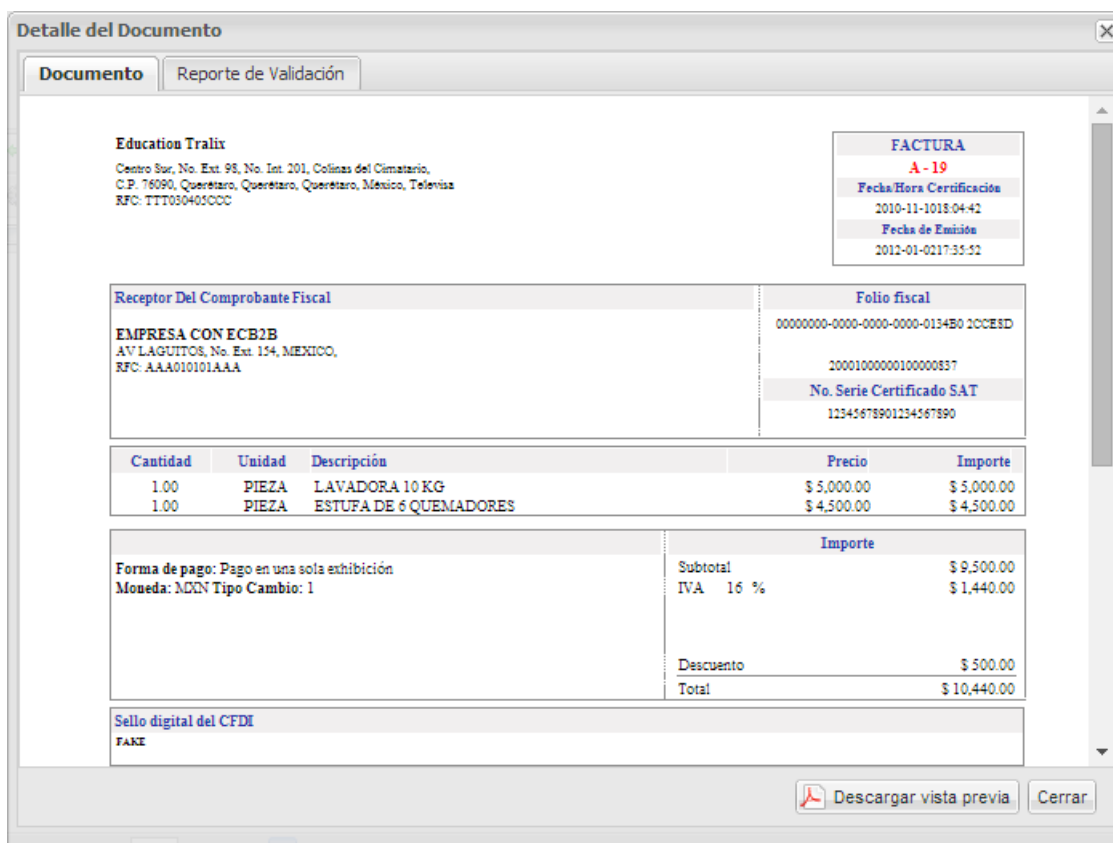 Detalle del Documento
Documento
Reporte de Validación
Education Tralix
Centro Sur, No. Ext. 98, No. Int. 201, Colinas del Cimatario,
C.P. 76090, Querétaro, Querétaro, Querétaro, México, Televisa
RFC: TTT030405CCC
FACTURA
A - 19
Fecha/Hora Certificación
2010-11-1018:04:42
Fecha de Emisión
2012-01-0217:35:52
Receptor Del Comprobante Fiscal
EMPRESA CON ECB2B
AV LAGUITOS, No. Ext. 154, MEXICO,
RFC: AAA010101AAA
Folio fiscal
00000000-0000-0000-0000-0134B0 2CCE8D
20001000000100000837
No. Serie Certificado SAT
12345678901234567890
Cantidad Unidad Descripción Precio Importe
1.00 PIEZA LAVADORA 10 KG $ 5,000.00 $ 5,000.00
1.00 PIEZA ESTUFA DE 6 QUEMADORES $ 4,500.00 $ 4,500.00
Importe
Forma de pago: Pago en una sola exhibición
Moneda: MXN Tipo Cambio: 1
Subtotal $ 9,500.00
IVA 16 % $ 1,440.00
Descuento $ 500.00
Total $ 10,440.00
Sello digital del CFDI
FAKE
Descargar vista previa
Cerrar